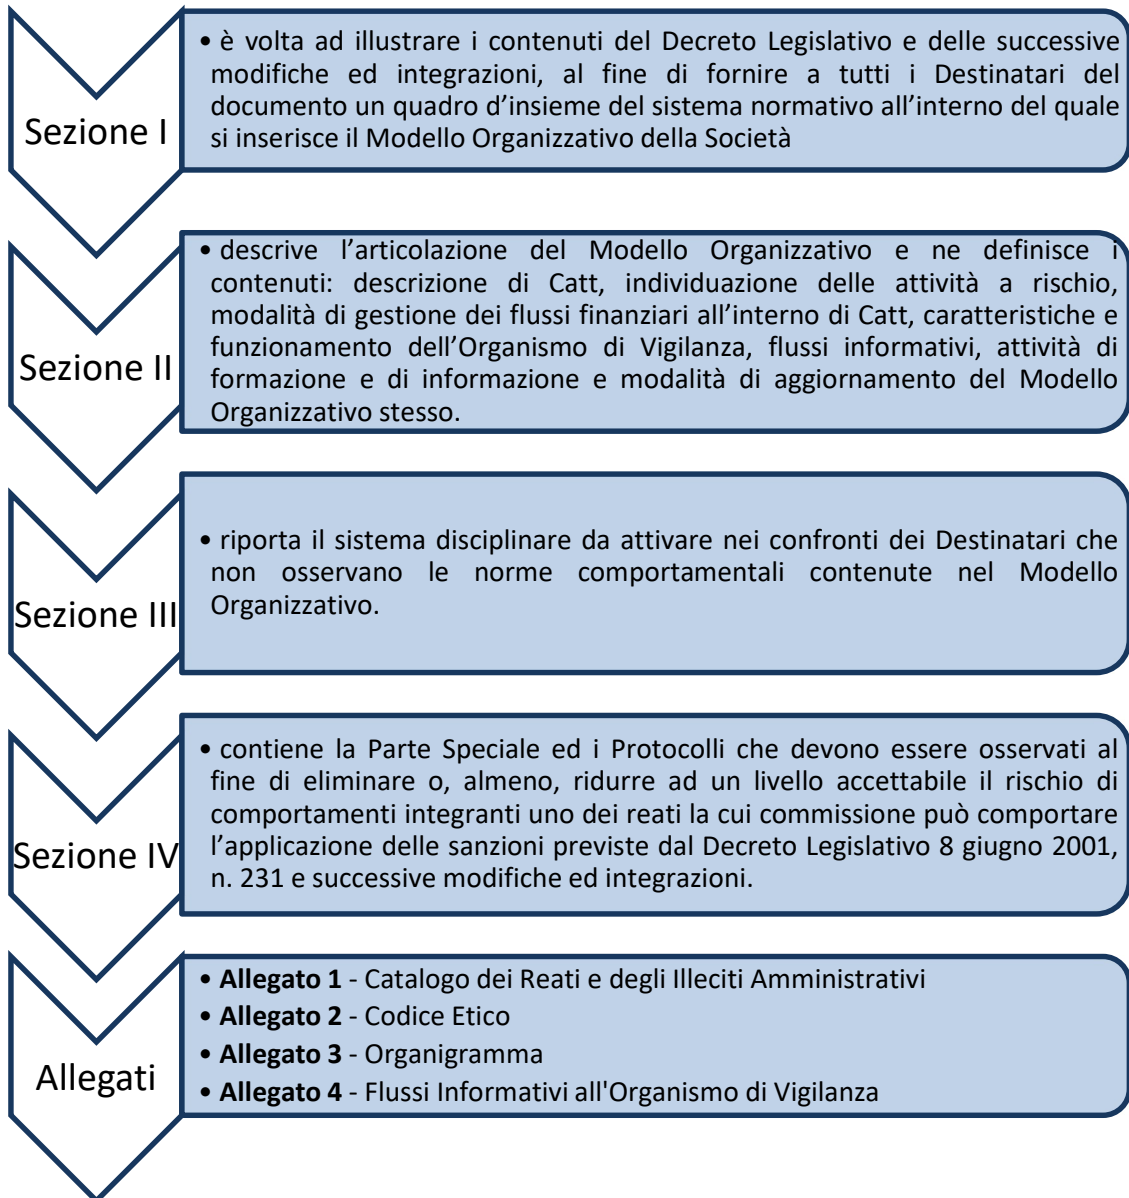 Sezione I
• è volta ad illustrare i contenuti del Decreto Legislativo e delle successive
modifiche ed integrazioni, al fine di fornire a tutti i Destinatari del
documento un quadro d’insieme del sistema normativo all’interno del quale
si inserisce il Modello Organizzativo della Società
Sezione II
• descrive l’articolazione del Modello Organizzativo e ne definisce i
contenuti: descrizione di Catt, individuazione delle attività a rischio,
modalità di gestione dei flussi finanziari all’interno di Catt, caratteristiche e
funzionamento dell’Organismo di Vigilanza, flussi informativi, attività di
formazione e di informazione e modalità di aggiornamento del Modello
Organizzativo stesso.
Sezione III
• riporta il sistema disciplinare da attivare nei confronti dei Destinatari che
non osservano le norme comportamentali contenute nel Modello
Organizzativo.
Sezione IV
• contiene la Parte Speciale ed i Protocolli che devono essere osservati al
fine di eliminare o, almeno, ridurre ad un livello accettabile il rischio di
comportamenti integranti uno dei reati la cui commissione può comportare
l’applicazione delle sanzioni previste dal Decreto Legislativo 8 giugno 2001,
n. 231 e successive modifiche ed integrazioni.
Allegati
• Allegato 1 - Catalogo dei Reati e degli Illeciti Amministrativi
• Allegato 2 - Codice Etico
• Allegato 3 - Organigramma
• Allegato 4 - Flussi Informativi all'Organismo di Vigilanza